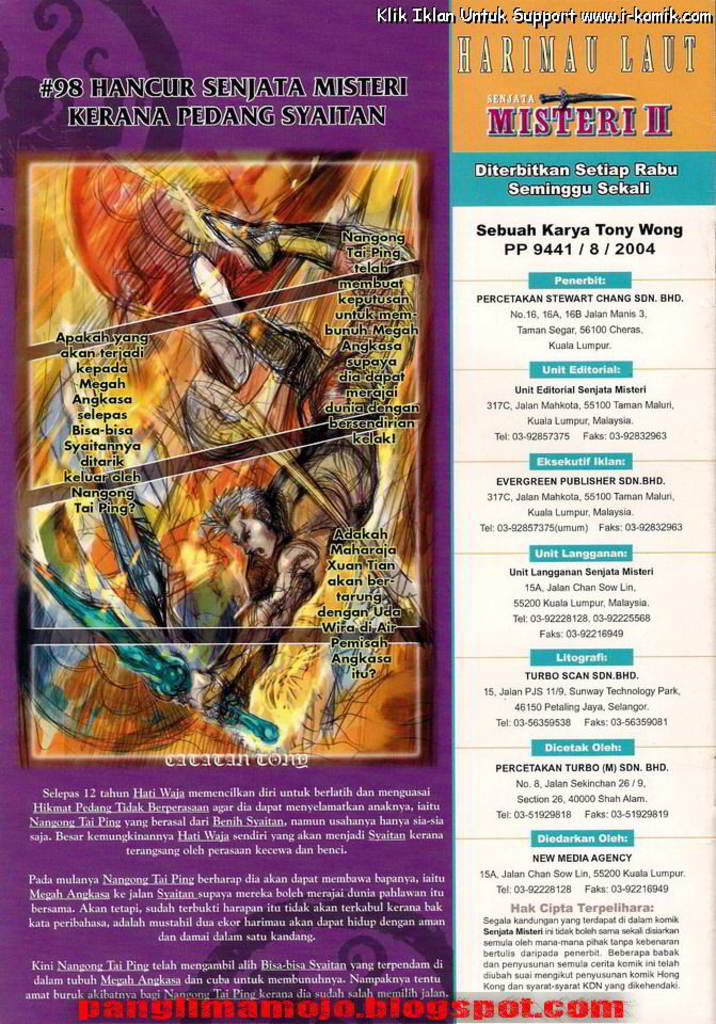 Klik Iklan Untuk Support www.i-komik.com
#98 HANCUR SENJATA MISTERI
KERANA PEDANG SYAITAN
Nangong
Tai Ping
telah
membuat
keputusan
untuk mem-
bunuh Megah
Angkasa
supaya
dia dapat
merajai
dunia dengan
bersendirian
kelak!
Apakah yang
akan terjadi
kepada
Megah
Angkasa
selepas
Bisa-bisa
Syaitannya
ditarik
keluar oleh
Nangong
Tai Ping?
Adakah
Maharaja
Xuan Tian
akan ber-
tarung
dengan Uda
Wira di Air
Pemisah
Angkasa
itu?
CATATAN TONY
Selepas 12 tahun Hati Waja memencilkan diri untuk berlatih dan menguasai
Hikmat Pedang Tidak Berperasaan agar dia dapat menyelamatkan anaknya, iaitu
Nangong Tai Ping yang berasal dari Benih Syaitan, namun usahanya hanya sia-sia
saja. Besar kemungkinannya Hati Waja sendiri yang akan menjadi Syaitan kerana
terangsang oleh perasaan kecewa dan benci.
Pada mulanya Nangong Tai Ping berharap dia akan dapat membawa bapanya, iaitu
Megah Angkasa ke jalan Syaitan supaya mereka boleh merajai dunia pahlawan itu
bersama. Akan tetapi, sudah terbukti harapan itu tidak akan terkabul kerana bak
kata peribahasa, adalah mustahil dua ekor harimau akan dapat hidup dengan aman
dan damai dalam satu kandang.
Kini Nangong Tai Ping telah mengambil alih Bisa-bisa Syaitan yang terpendam di
dalam tubuh Megah Angkasa dan cuba untuk membunuhnya. Nampaknya tentu
amat buruk akibatnya bagi Nangong Tai Ping kerana dia sudah salah memilih jalan.
HARIMAU LAUT
SENJATA
MISTERI II
Diterbitkan Setiap Rabu
Seminggu Sekali
Sebuah Karya Tony Wong
PP 9441 / 8 / 2004
Penerbit:
PERCETAKAN STEWART CHANG SDN. BHD.
No.16, 16A, 16B Jalan Manis 3,
Taman Segar, 56100 Cheras,
Kuala Lumpur.
Unit Editorial:
Unit Editorial Senjata Misteri
317C, Jalan Mahkota, 55100 Taman Maluri,
Kuala Lumpur, Malaysia.
Tel: 03-92857375 Faks: 03-92832963
Eksekutif Iklan:
EVERGREEN PUBLISHER SDN.BHD.
317C, Jalan Mahkota, 55100 Taman Maluri,
Kuala Lumpur, Malaysia.
Tel: 03-92857375(umum) Faks: 03-92832963
Unit Langganan:
Unit Langganan Senjata Misteri
15A, Jalan Chan Sow Lin,
55200 Kuala Lumpur, Malaysia.
Tel: 03-92228128, 03-92225568
Faks: 03-92216949
Litografi:
TURBO SCAN SDN.BHD.
15, Jalan PJS 11/9, Sunway Technology Park,
46150 Petaling Jaya, Selangor.
Tel: 03-56359538 Faks: 03-56359081
Dicetak Oleh:
PERCETAKAN TURBO (M) SDN. BHD.
No. 8, Jalan Sekinchan 26 / 9,
Section 26, 40000 Shah Alam.
Tel: 03-51929818 Faks: 03-51929819
Diedarkan Oleh:
NEW MEDIA AGENCY
15A, Jalan Chan Sow Lin, 55200 Kuala Lumpur.
Tel: 03-92228128 Faks: 03-92216949
Hak Cipta Terpelihara:
Segala kandungan yang terdapat di dalam komik
Senjata Misteri ini tidak boleh sama sekali disiarkan
semula oleh mana-mana pihak tanpa kebenaran
bertulis daripada penerbit. Beberapa babak
dan penyusunan semula cerita komik ini telah
diubah suai mengikut penyusunan komik Hong
Kong dan syarat-syarat KDN yang dikehendaki.
panglimamojo.blogspot.com